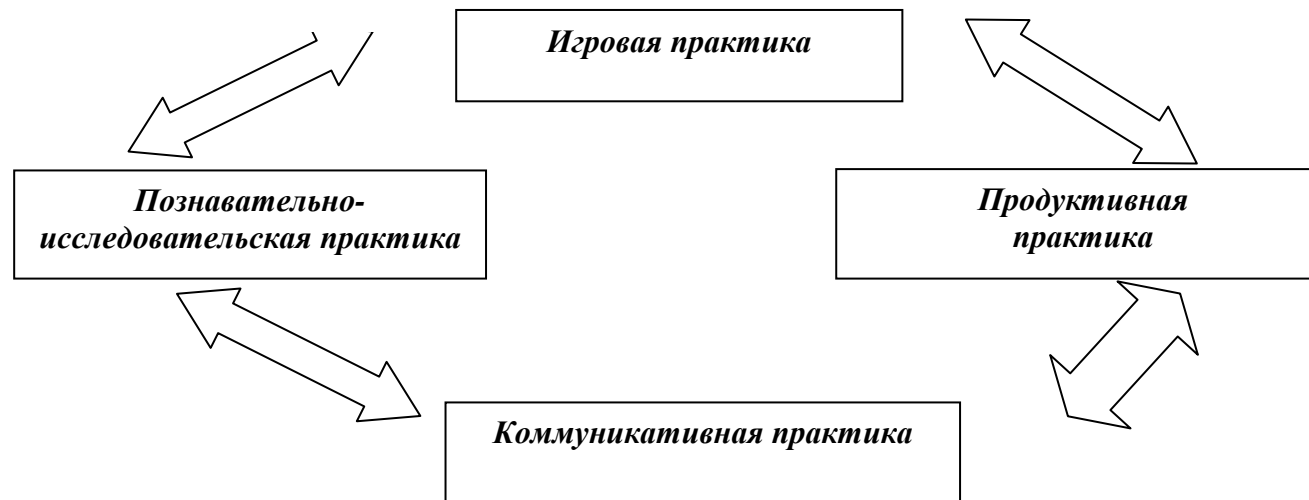 Игровая практика
Познавательно-
исследовательская практика
Продуктивная
практика
Коммуникативная практика